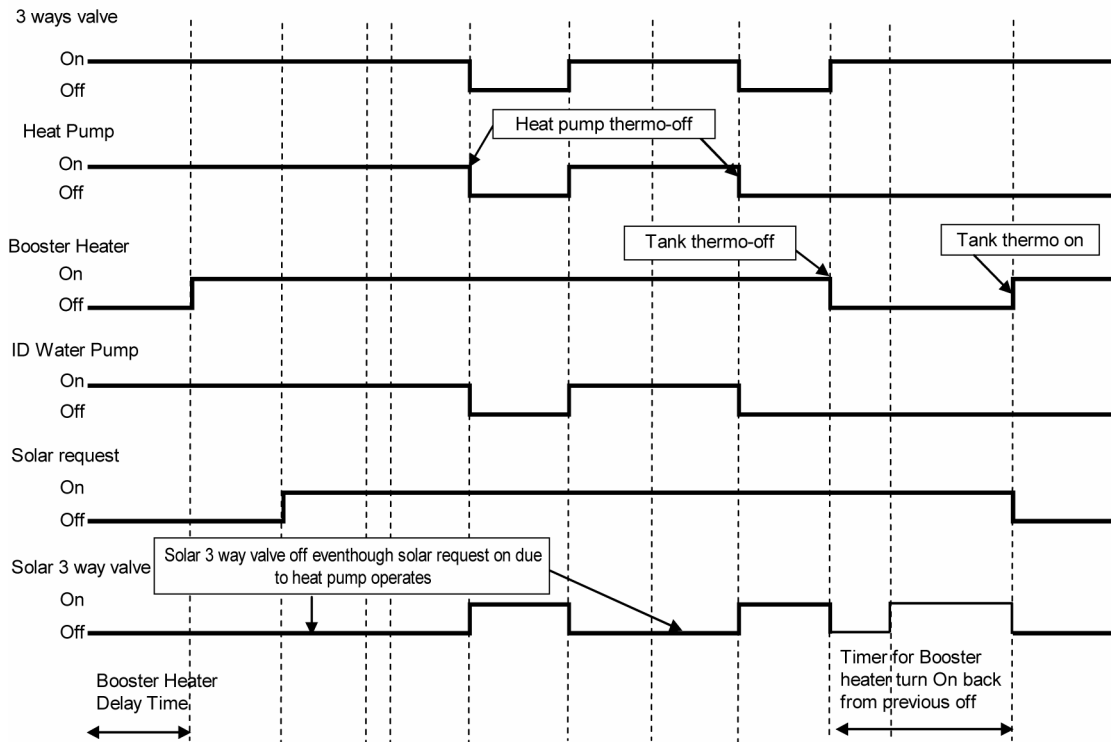 3 ways valve
On
Off
Heat Pump
Heat pump thermo-off
On
Off
Booster Heater
Tank thermo-off
Tank thermo on
On
Off
ID Water Pump
On
Off
Solar request
On
Off
Solar 3 way valve off eventhough solar request on due
to heat pump operates
Solar 3 way valve
On
Off
Booster Heater
Delay Time
Timer for Booster
heater turn On back
from previous off